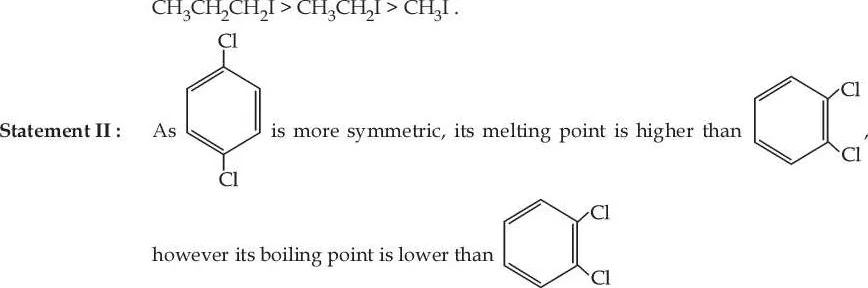 CH₃CH₂CH₂I > CH₃CH₂I > CH₃I .
Cl
Cl
Statement II : As is more symmetric, its melting point is higher than ,
Cl
Cl
Cl
however its boiling point is lower than
Cl